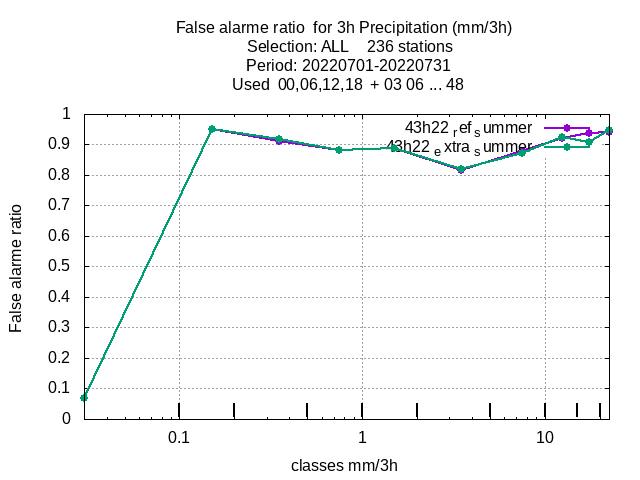 False alarme ratio  for 3h Precipitation (mm/3h)
Selection: ALL    236 stations
Period: 20220701-20220731
Used  00,06,12,18  + 03 06 ... 48
43h22 ref summer
43h22 extra summer
1
0.9
0.8
0.7
0.6
0.5
0.4
0.3
0.2
0.1
0
False alarme ratio
0.1 1 10
classes mm/3h